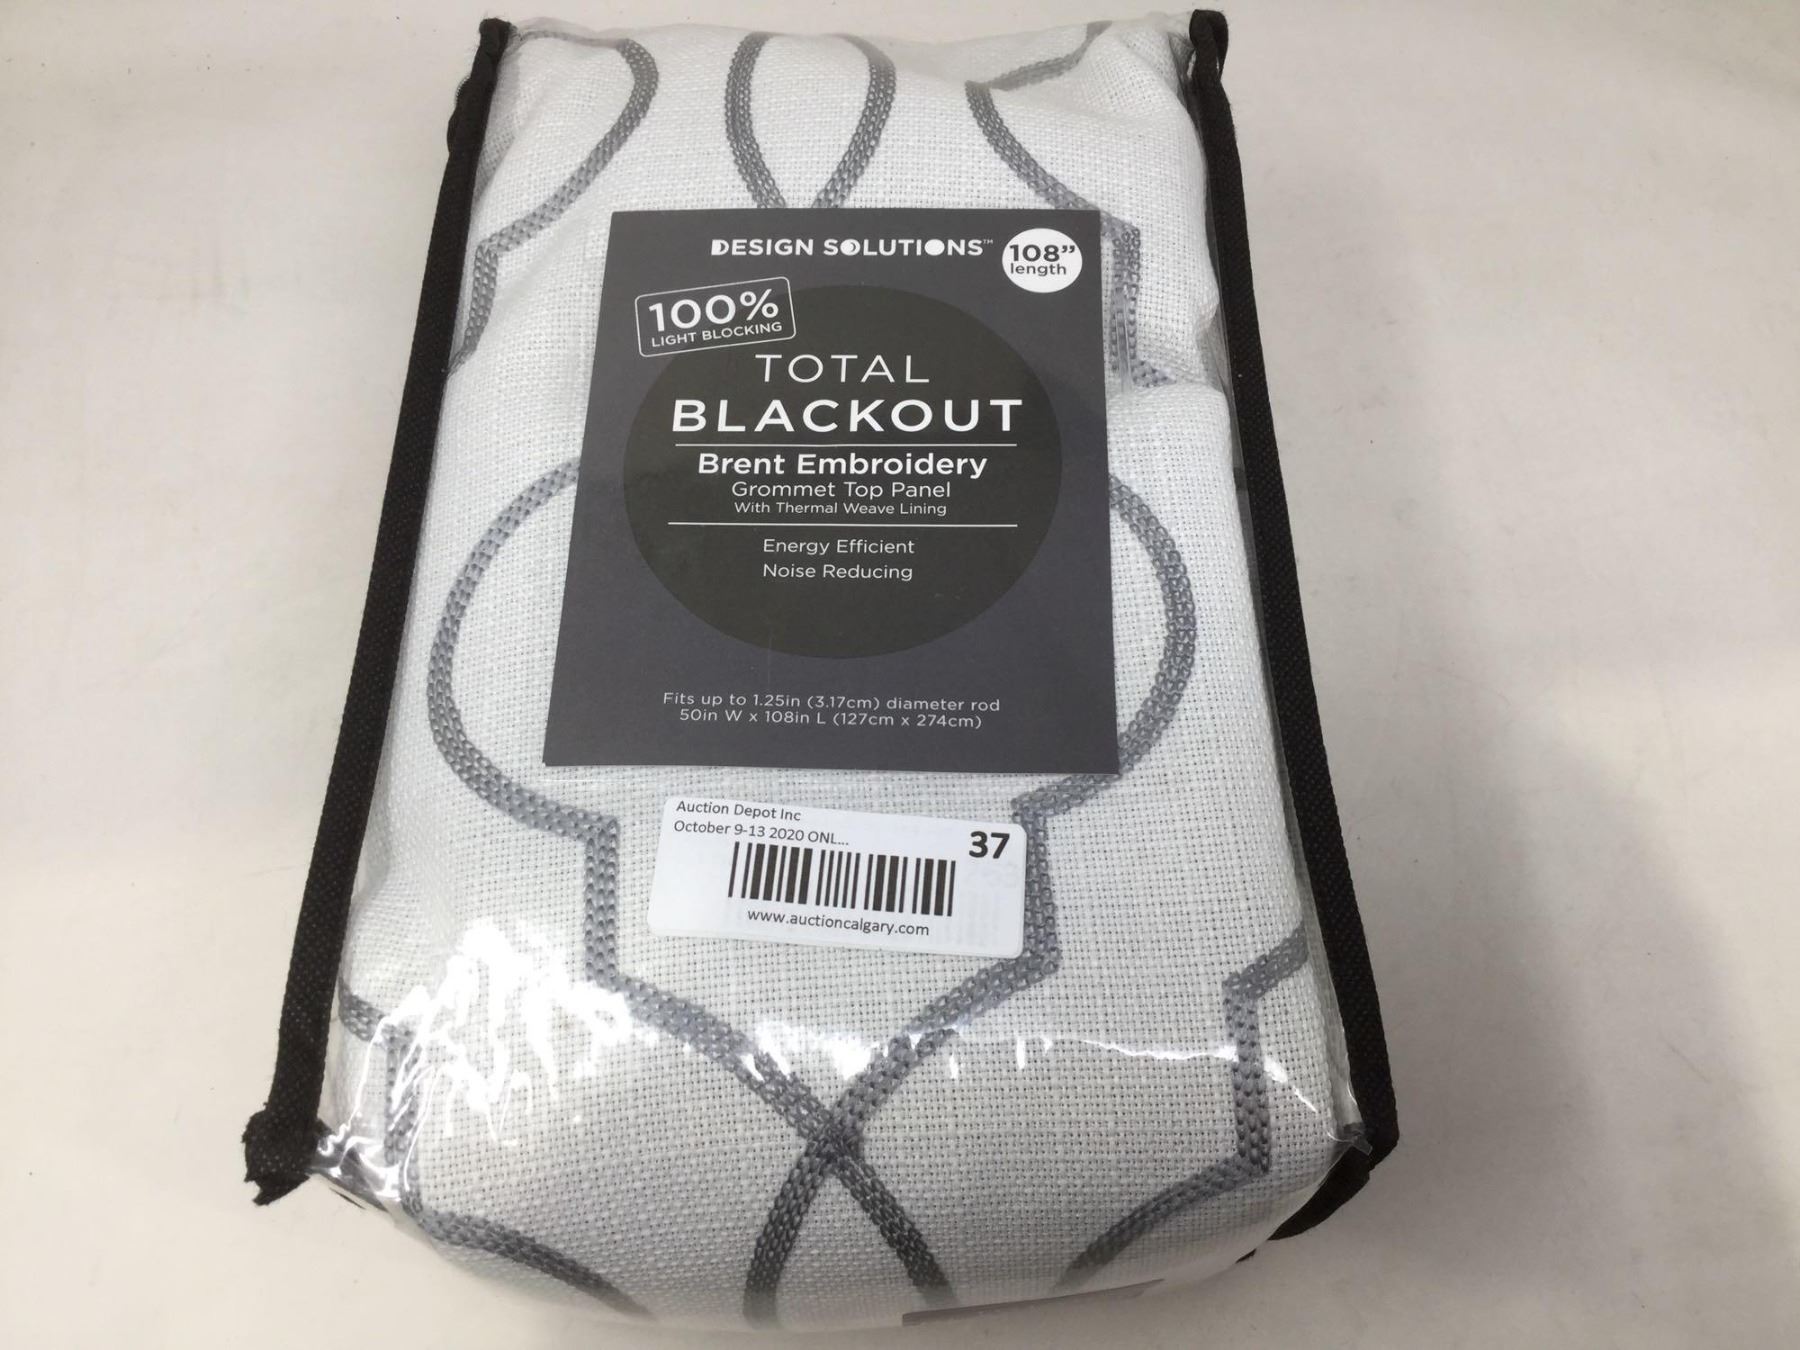 DESIGN SOLUTIONS™
108”
length
100%
LIGHT BLOCKING
TOTAL
BLACKOUT
Brent Embroidery
Grommet Top Panel
With Thermal Weave Lining
Energy Efficient
Noise Reducing
Fits up to 1.25in (3.17cm) diameter rod
50in W x 108in L (127cm x 274cm)
Auction Depot Inc
October 9-13 2020 ONL...
37
www.auctioncalgary.com